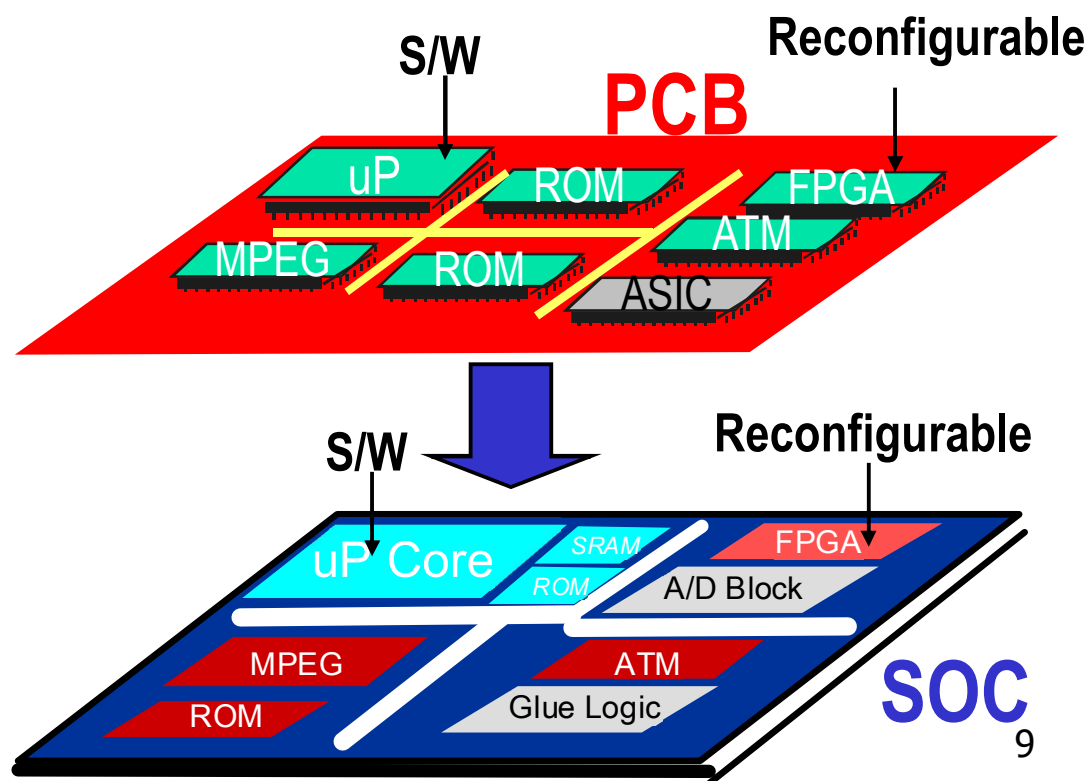 S/W
Reconfigurable
PCB
uP
ROM
FPGA
MPEG
ROM
ATM
ASIC
S/W
Reconfigurable
uP Core
SRAM
ROM
FPGA
A/D Block
MPEG
ROM
ATM
Glue Logic
SOC
9